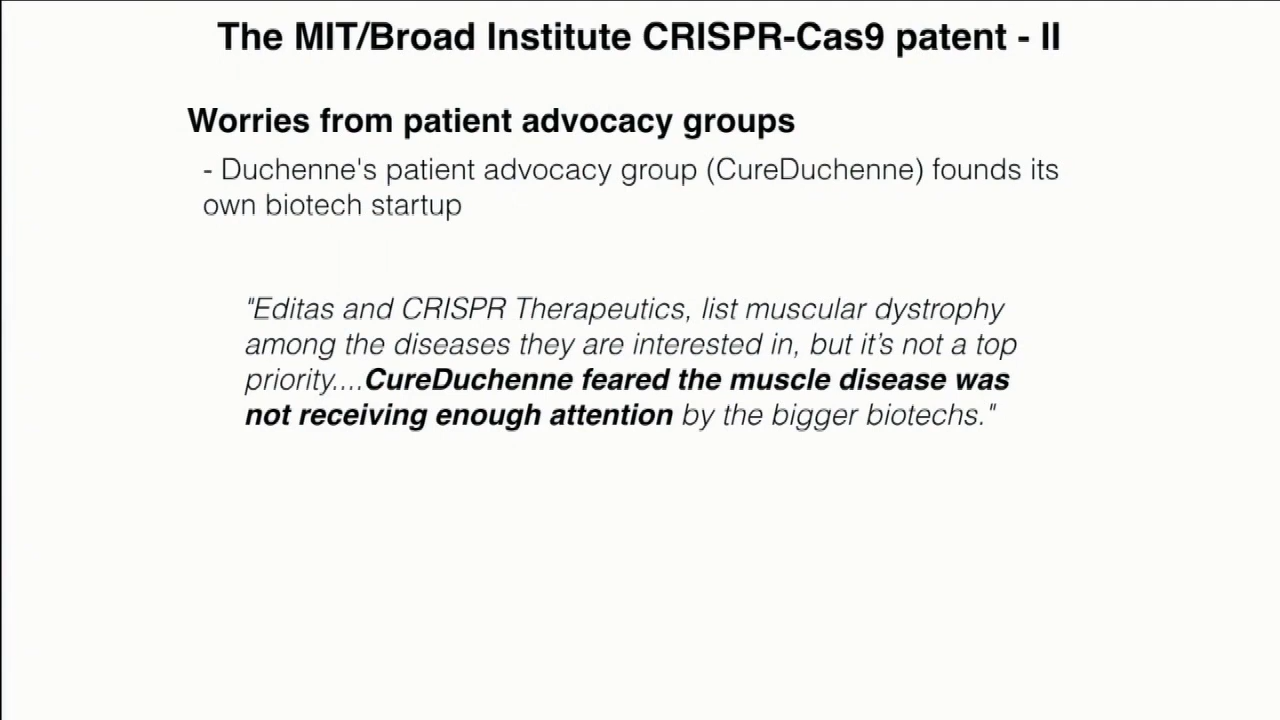 The MIT/Broad Institute CRISPR-Cas9 patent - II
Worries from patient advocacy groups
- Duchenne's patient advocacy group (CureDuchenne) founds its
own biotech startup
"Editas and CRISPR Therapeutics, list muscular dystrophy
among the diseases they are interested in, but it’s not a top
priority....CureDuchenne feared the muscle disease was
not receiving enough attention by the bigger biotechs."